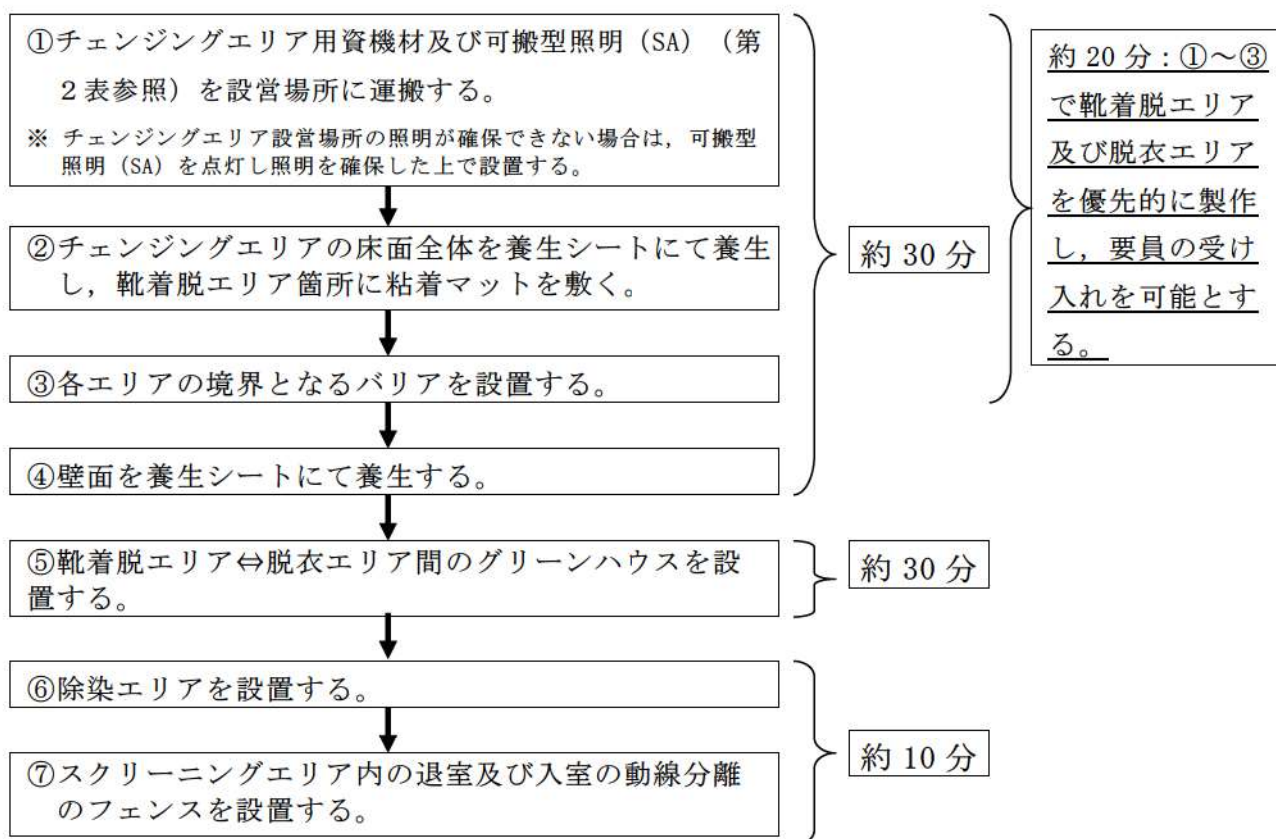 ①チェンジングエリア用資機材及び可搬型照明（SA）（第
２表参照）を設営場所に運搬する。
※ チェンジングエリア設営場所の照明が確保できない場合は，可搬型
照明（SA）を点灯し照明を確保した上で設置する。
②チェンジングエリアの床面全体を養生シートにて養生
し，靴着脱エリア箇所に粘着マットを敷く。
③各エリアの境界となるバリアを設置する。
④壁面を養生シートにて養生する。
約 30 分
約 20 分：①～③
で靴着脱エリア
及び脱衣エリア
を優先的に製作
し，要員の受け
入れを可能とす
る。
⑤靴着脱エリア⇔脱衣エリア間のグリーンハウスを設
置する。
約 30 分
⑥除染エリアを設置する。
⑦スクリーニングエリア内の退室及び入室の動線分離
のフェンスを設置する。
約 10 分